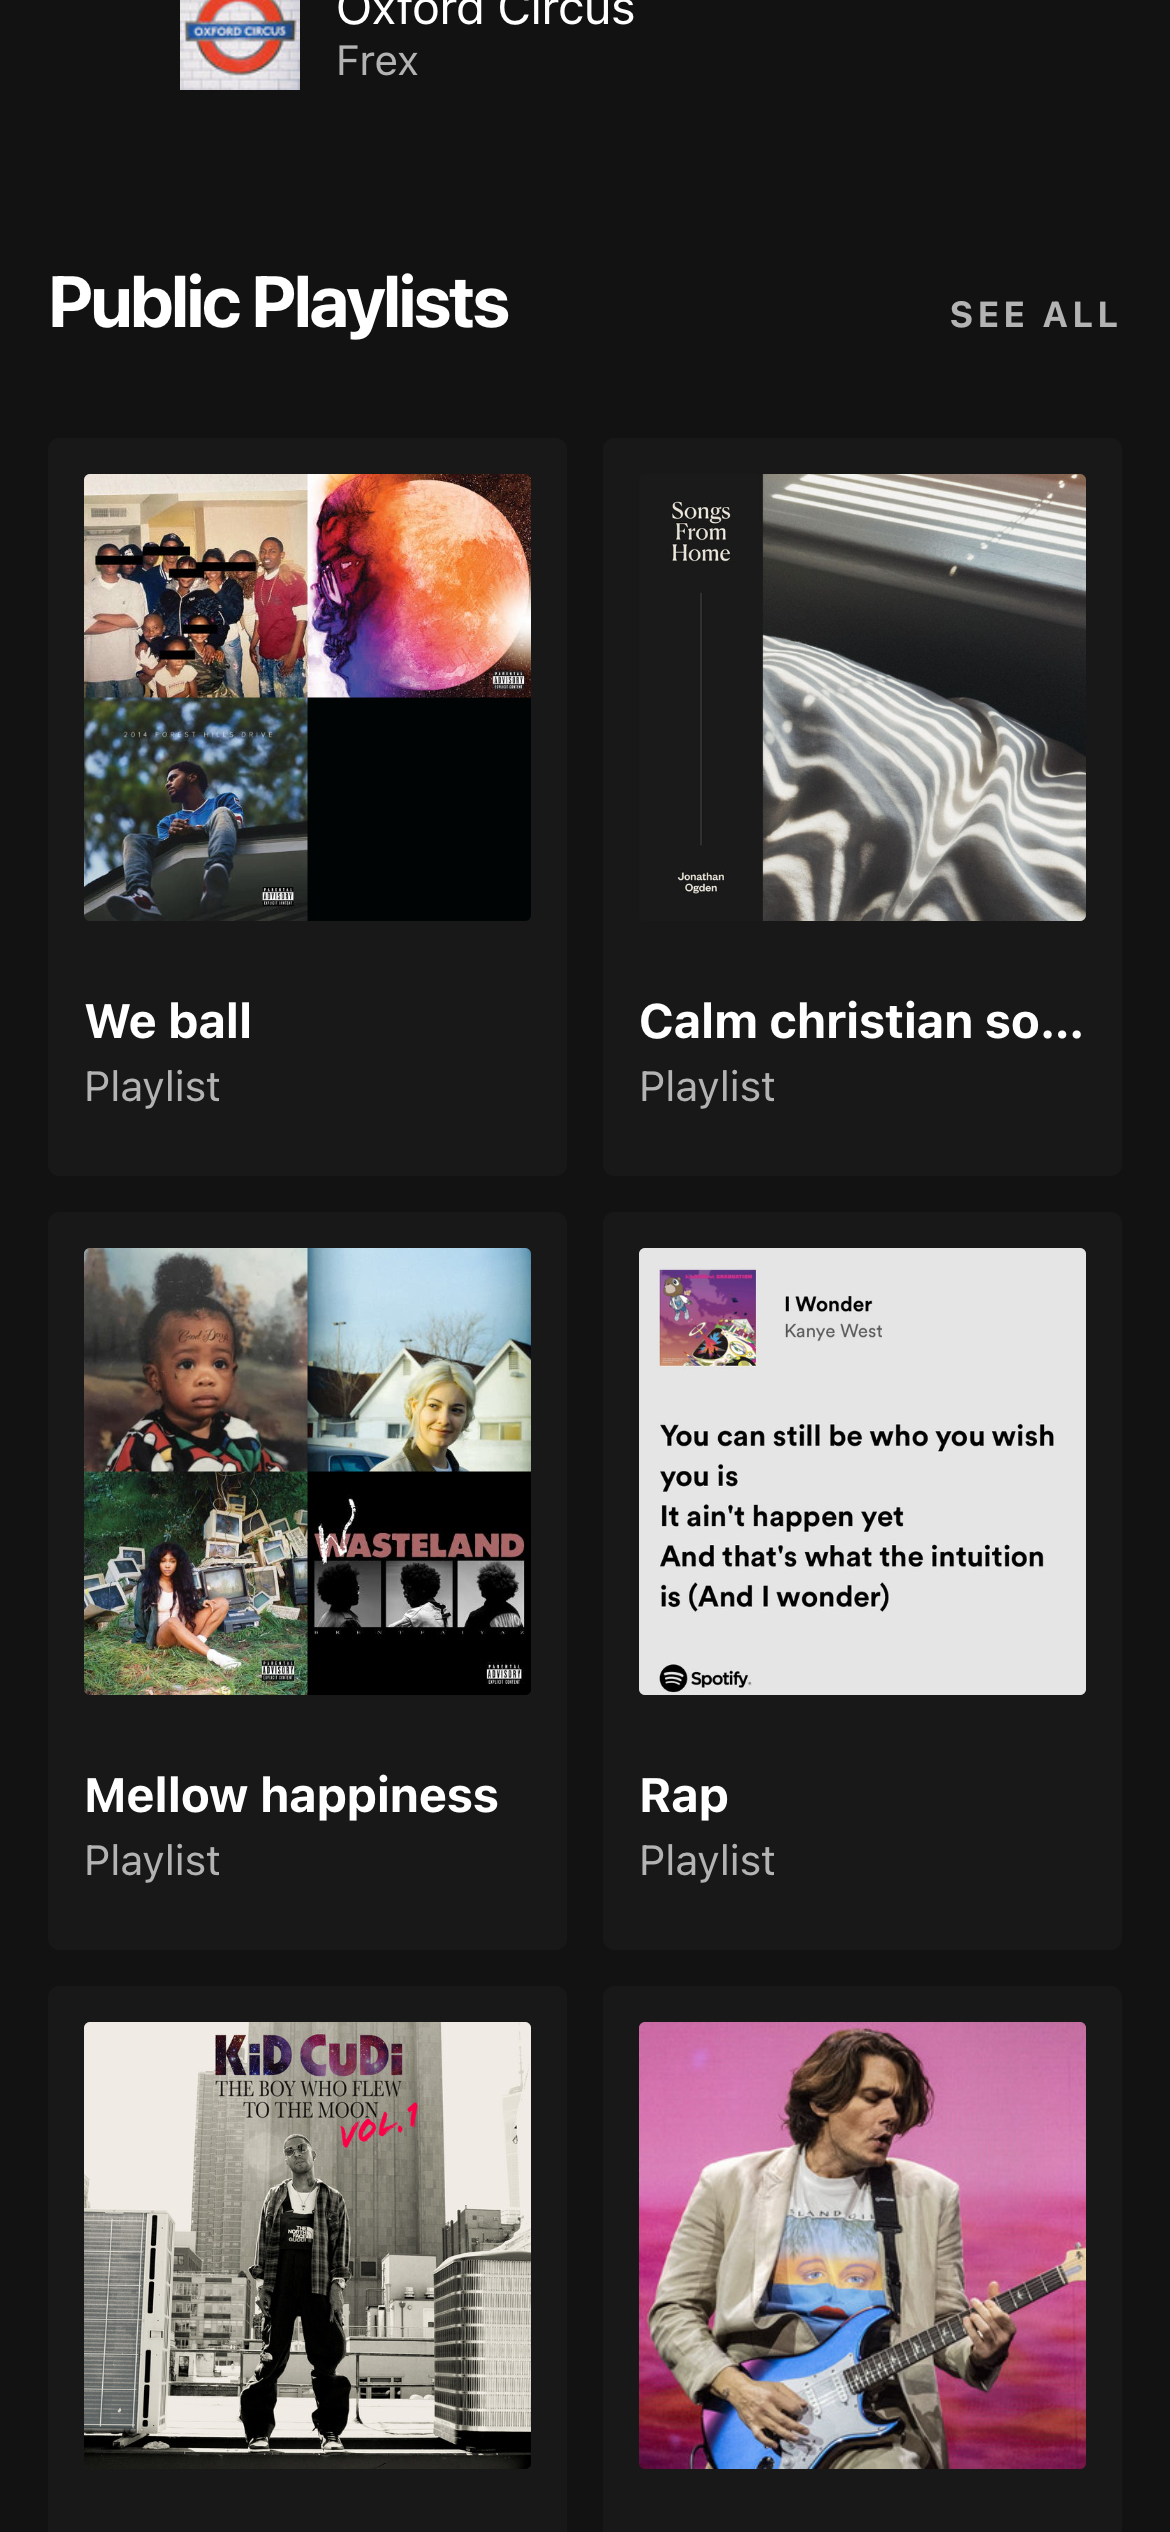 OXFORD CIRCUS
Oxford Circus
Frex
Public Playlists
SEE ALL
PARENTAL
ADVISORY
EXPLICIT CONTENT
2014 FOREST HILLS DRIVE
PARENTAL
ADVISORY
EXPLICIT CONTENT
Songs
From
Home
Jonathan
Ogden
We ball
Playlist
Calm christian so...
Playlist
WASTELAND
BRENT FAIYAZ
PARENTAL
ADVISORY
EXPLICIT CONTENT
PARENTAL
ADVISORY
EXPLICIT CONTENT
I Wonder
Kanye West
You can still be who you wish
you is
It ain't happen yet
And that's what the intuition
is (And I wonder)
Spotify
Mellow happiness
Playlist
Rap
Playlist
KiD CuDi
THE BOY WHO FLEW
TO THE MOON
VOL.1